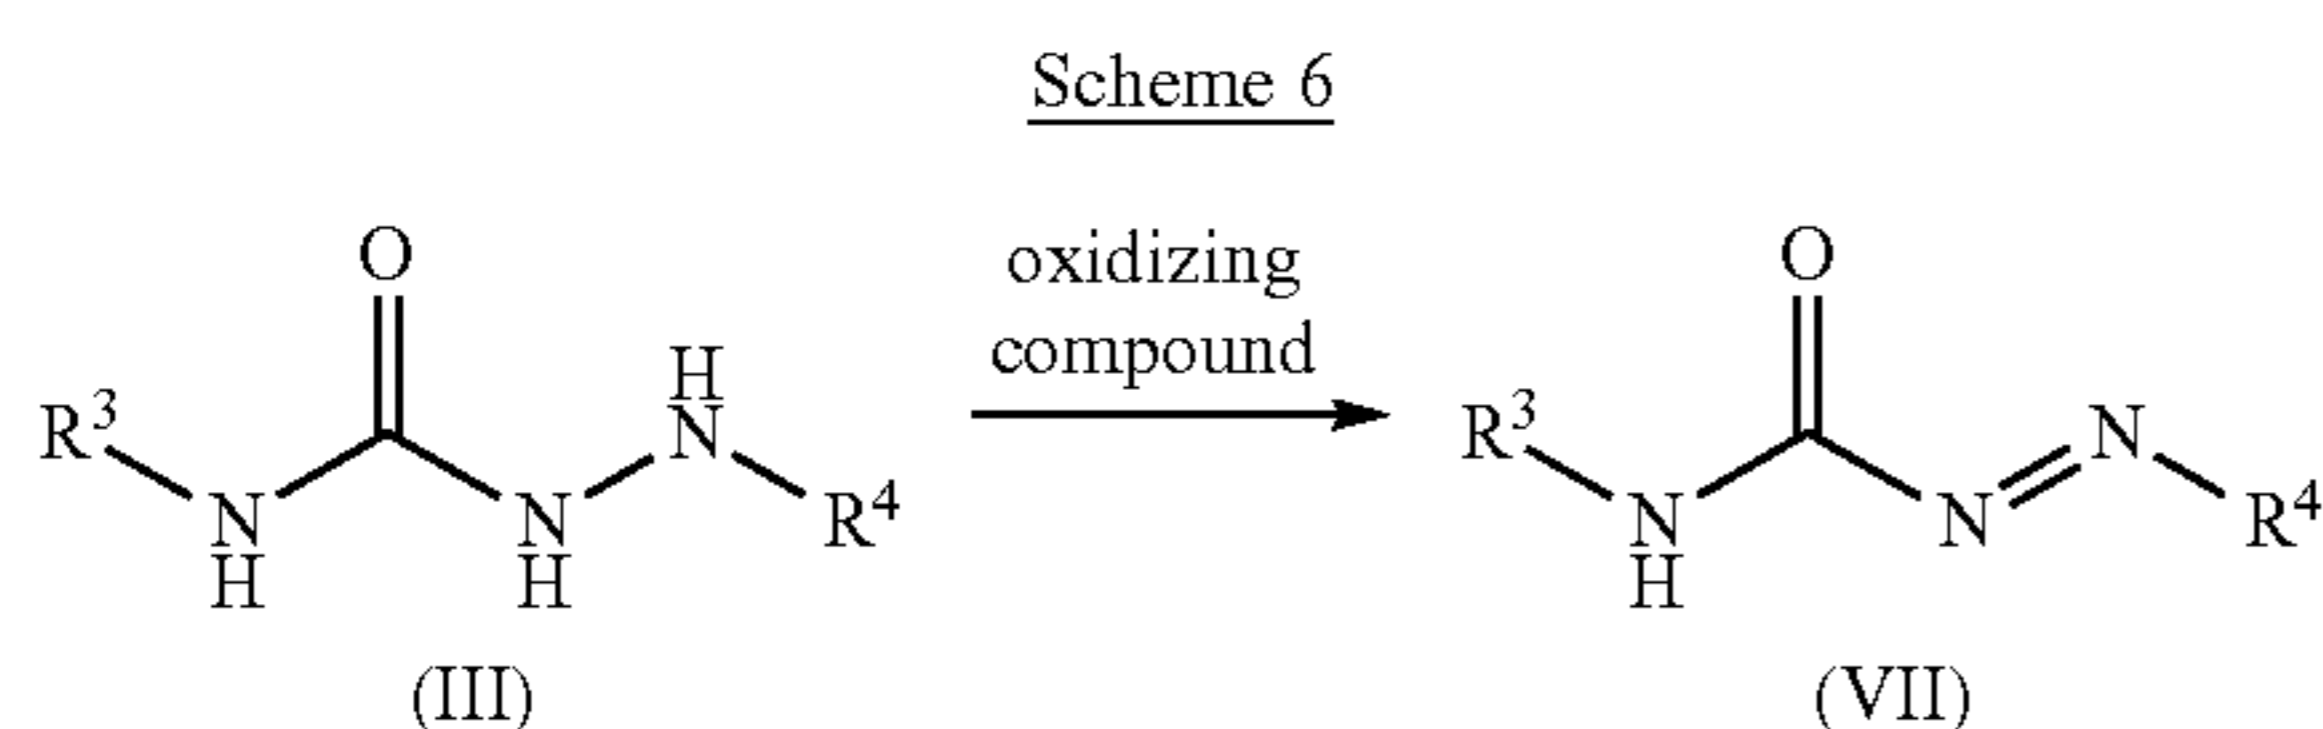 Scheme 6
oxidizing
compound
O
H
R³ N N N R⁴
H H
(III)
O
R³ N N N R⁴
H
(VII)